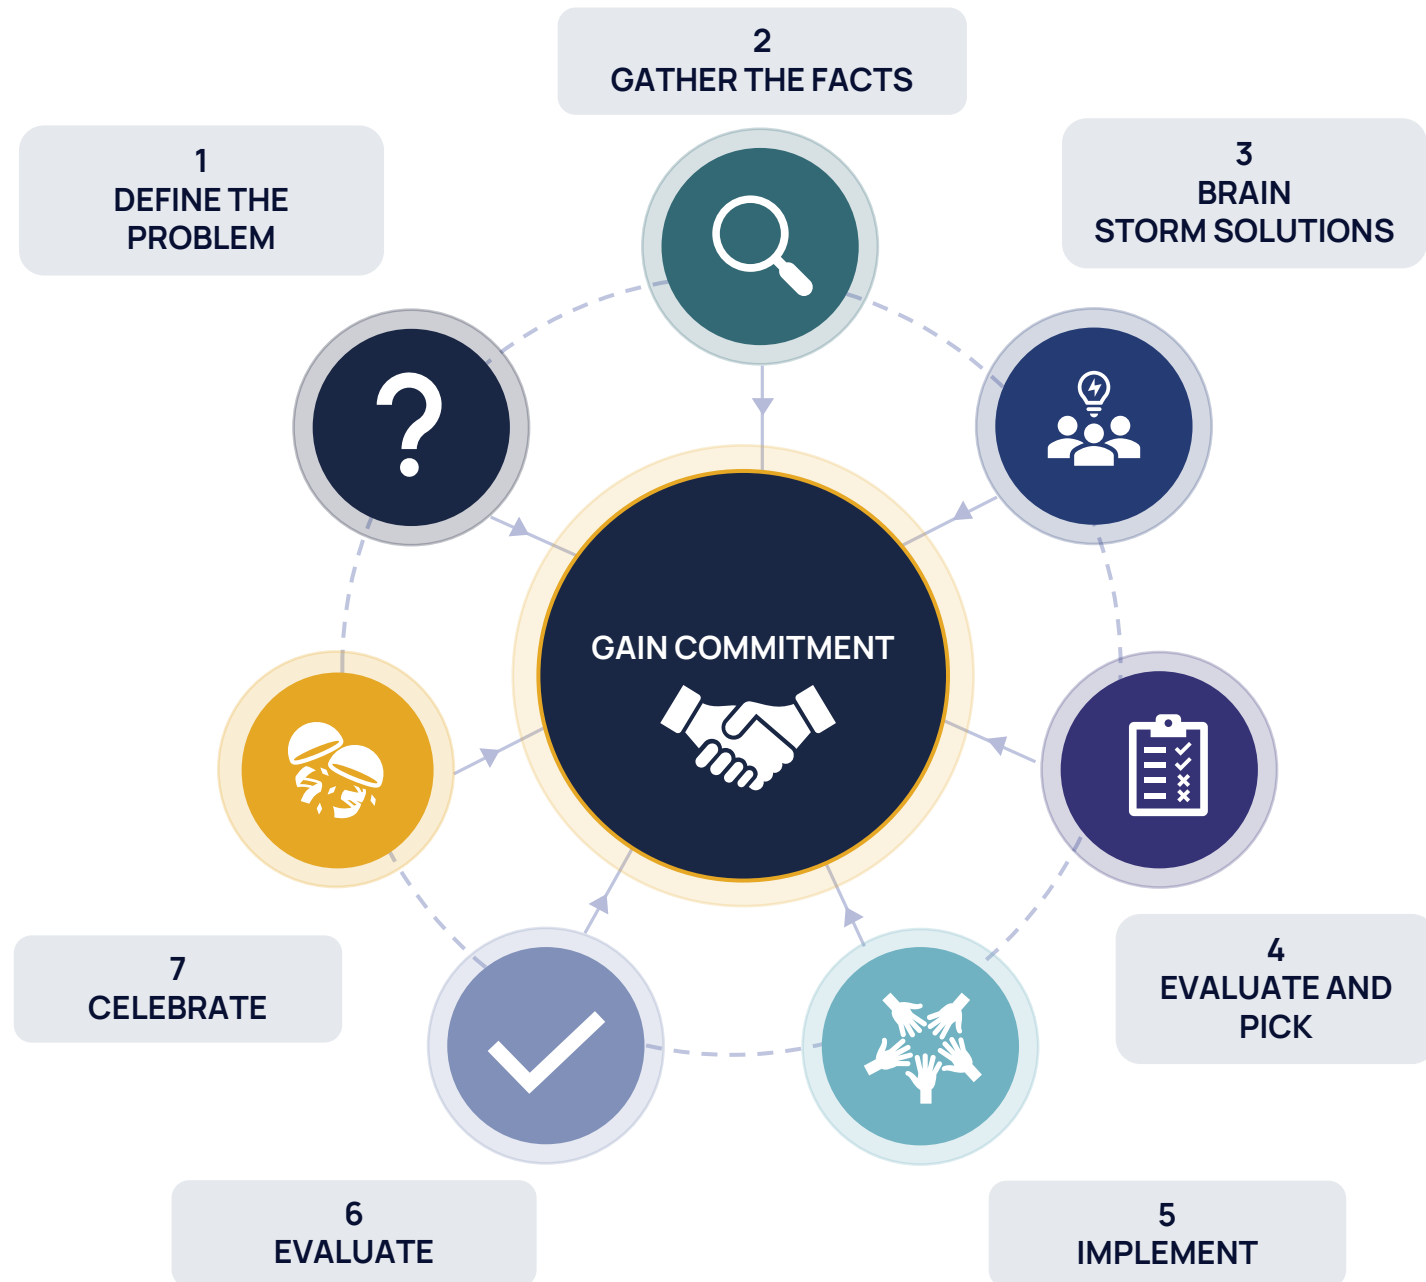 2
GATHER THE FACTS
1
DEFINE THE
PROBLEM
3
BRAIN
STORM SOLUTIONS
GAIN COMMITMENT
4
EVALUATE AND
PICK
7
CELEBRATE
6
EVALUATE
5
IMPLEMENT